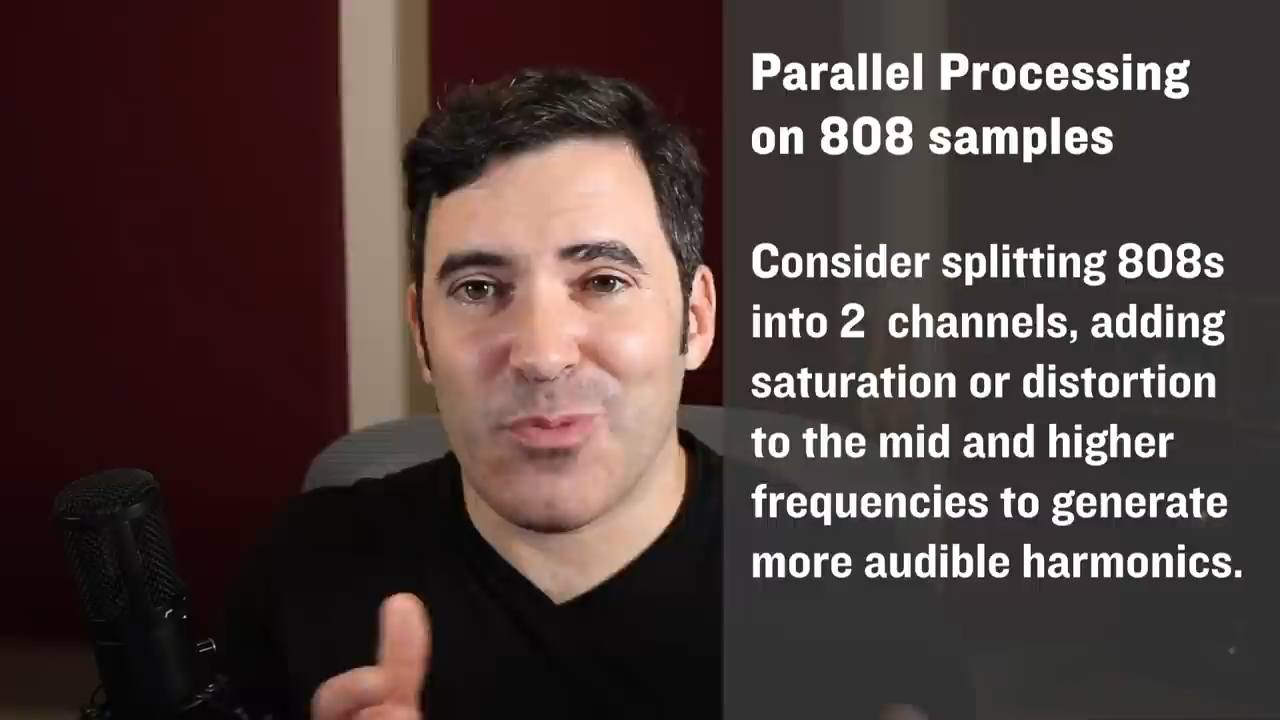 Parallel Processing
on 808 samples
Consider splitting 808s
into 2 channels, adding
saturation or distortion
to the mid and higher
frequencies to generate
more audible harmonics.